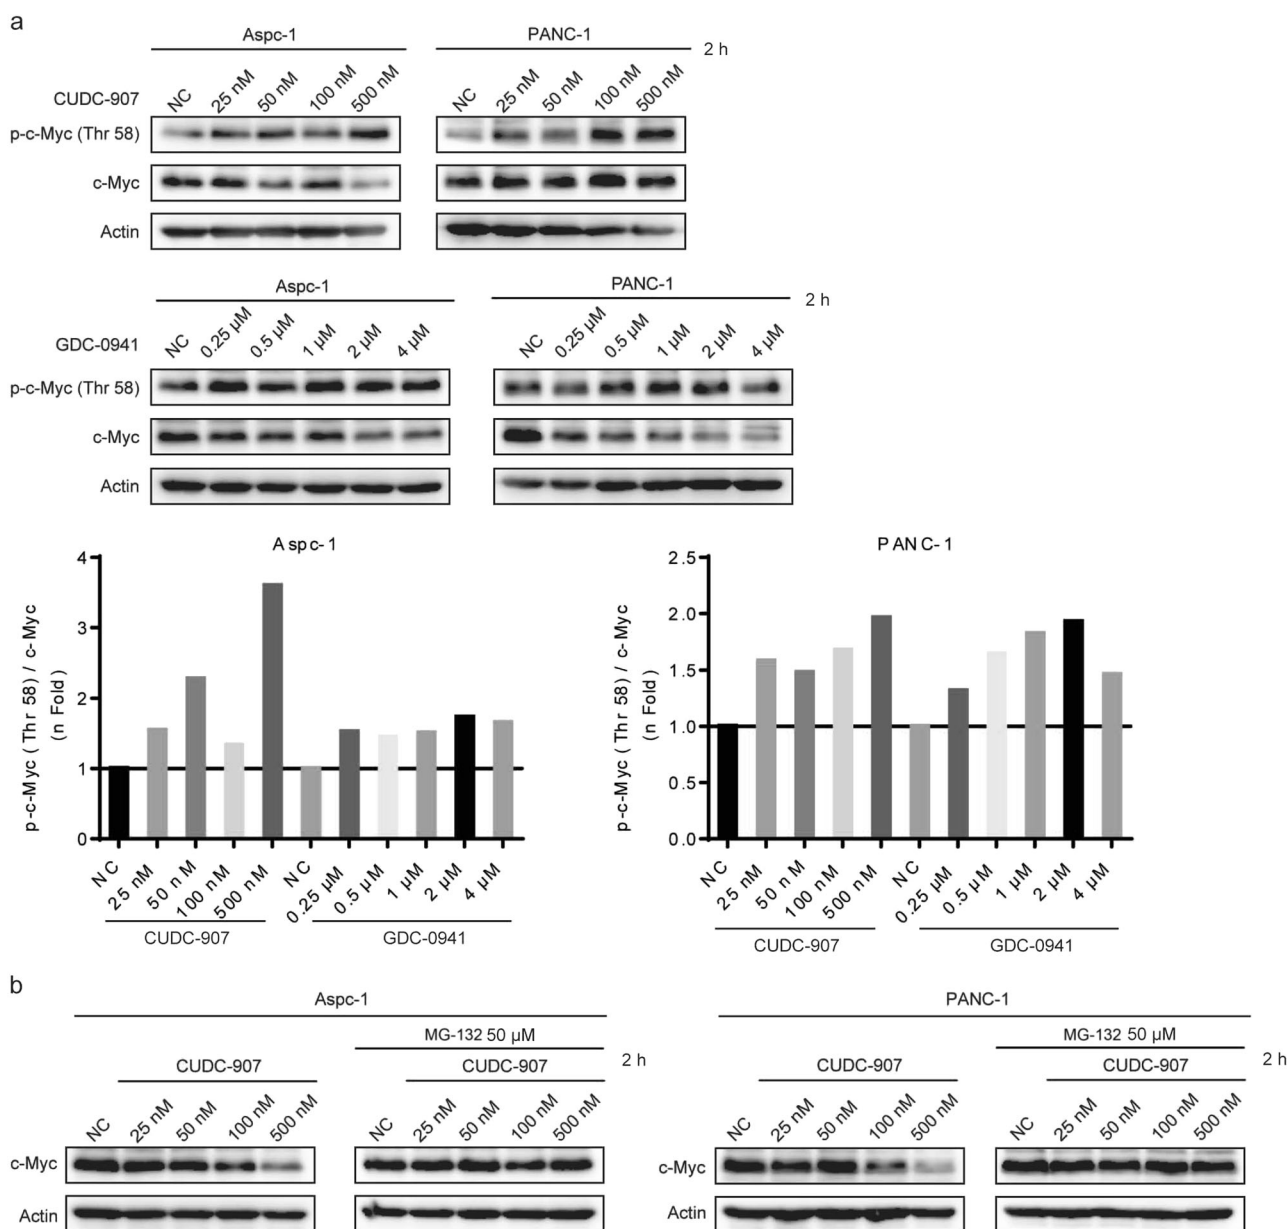 a
Aspc-1 PANC-1
2 h
CUDC-907 NC 25 nM 50 nM 100 nM 500 nM NC 25 nM 50 nM 100 nM 500 nM
p-c-Myc (Thr 58)
c-Myc
Actin
Aspc-1 PANC-1
2 h
GDC-0941 NC 0.25 µM 0.5 µM 1 µM 2 µM 4 µM NC 0.25 µM 0.5 µM 1 µM 2 µM 4 µM
p-c-Myc (Thr 58)
c-Myc
Actin
Aspc-1
p-c-Myc (Thr 58) / c-Myc
(n Fold)
4
3
2
1
0
NC 25 nM 50 nM 100 nM 500 nM NC 0.25 µM 0.5 µM 1 µM 2 µM 4 µM
CUDC-907 GDC-0941
PANC-1
p-c-Myc (Thr 58) / c-Myc
(n Fold)
2.5
2.0
1.5
1.0
0.5
0.0
NC 25 nM 50 nM 100 nM 500 nM NC 0.25 µM 0.5 µM 1 µM 2 µM 4 µM
CUDC-907 GDC-0941
b
Aspc-1
MG-132 50 µM
CUDC-907 CUDC-907
2 h
NC 25 nM 50 nM 100 nM 500 nM NC 25 nM 50 nM 100 nM 500 nM
c-Myc
Actin
PANC-1
MG-132 50 µM
CUDC-907 CUDC-907
2 h
NC 25 nM 50 nM 100 nM 500 nM NC 25 nM 50 nM 100 nM 500 nM
c-Myc
Actin